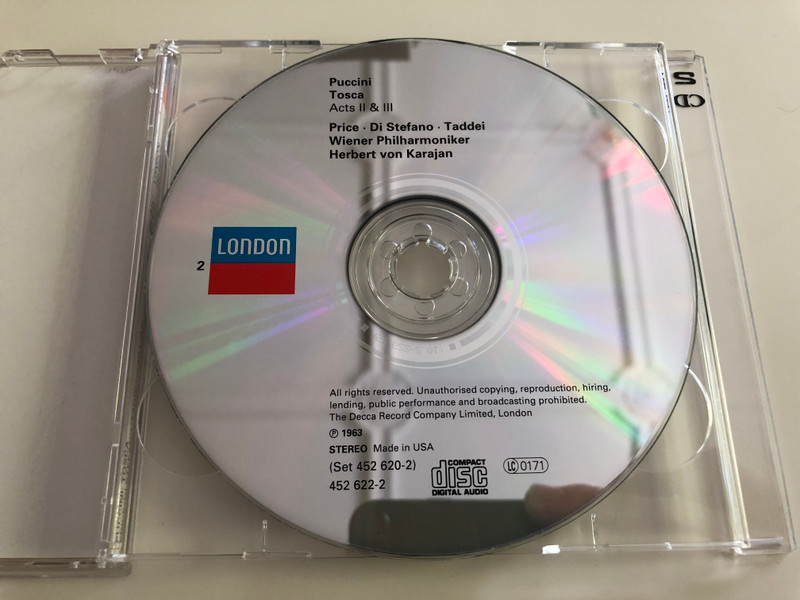 Puccini
Tosca
Acts II & III
Price · Di Stefano · Taddei
Wiener Philharmoniker
Herbert von Karajan
LONDON
2
All rights reserved. Unauthorised copying, reproduction, hiring,
lending, public performance and broadcasting prohibited.
The Decca Record Company Limited, London
Ⓟ 1963
STEREO Made in USA
(Set 452 620-2)
452 622-2
COMPACT
disc
DIGITAL AUDIO
LC 0171
2
CD